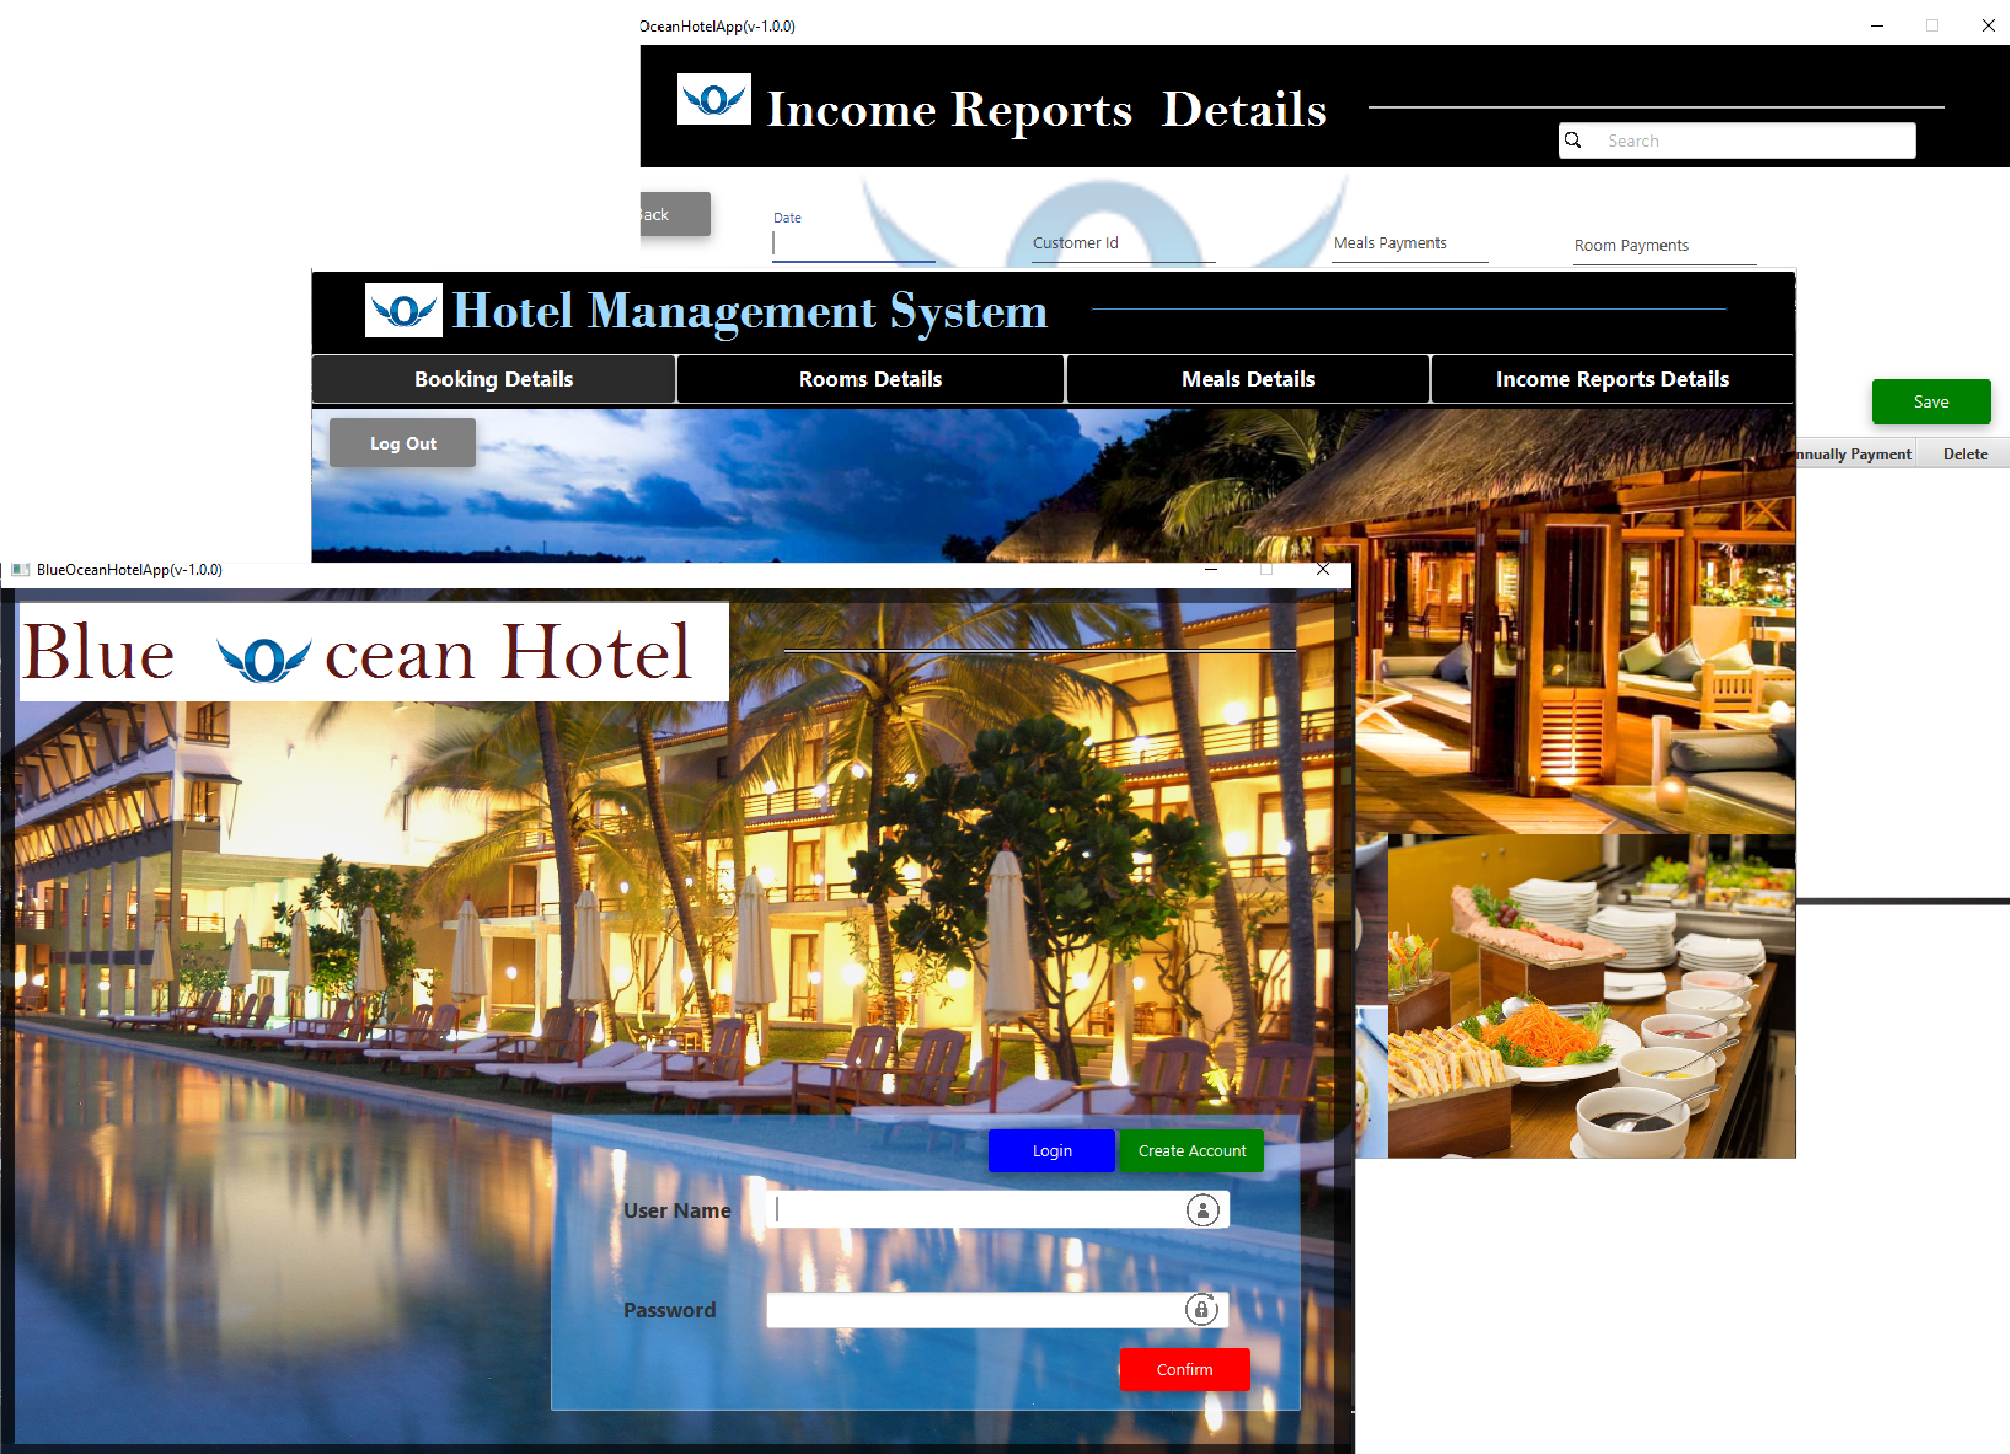 OceanHotelApp(v-1.0.0)
Income Reports Details
Search
Back
Date
Customer Id
Meals Payments
Room Payments
Hotel Management System
Booking Details
Rooms Details
Meals Details
Income Reports Details
Save
Log Out
nnually Payment
Delete
BlueOceanHotelApp(v-1.0.0)
Blue Ocean Hotel
Login
Create Account
User Name
Password
Confirm